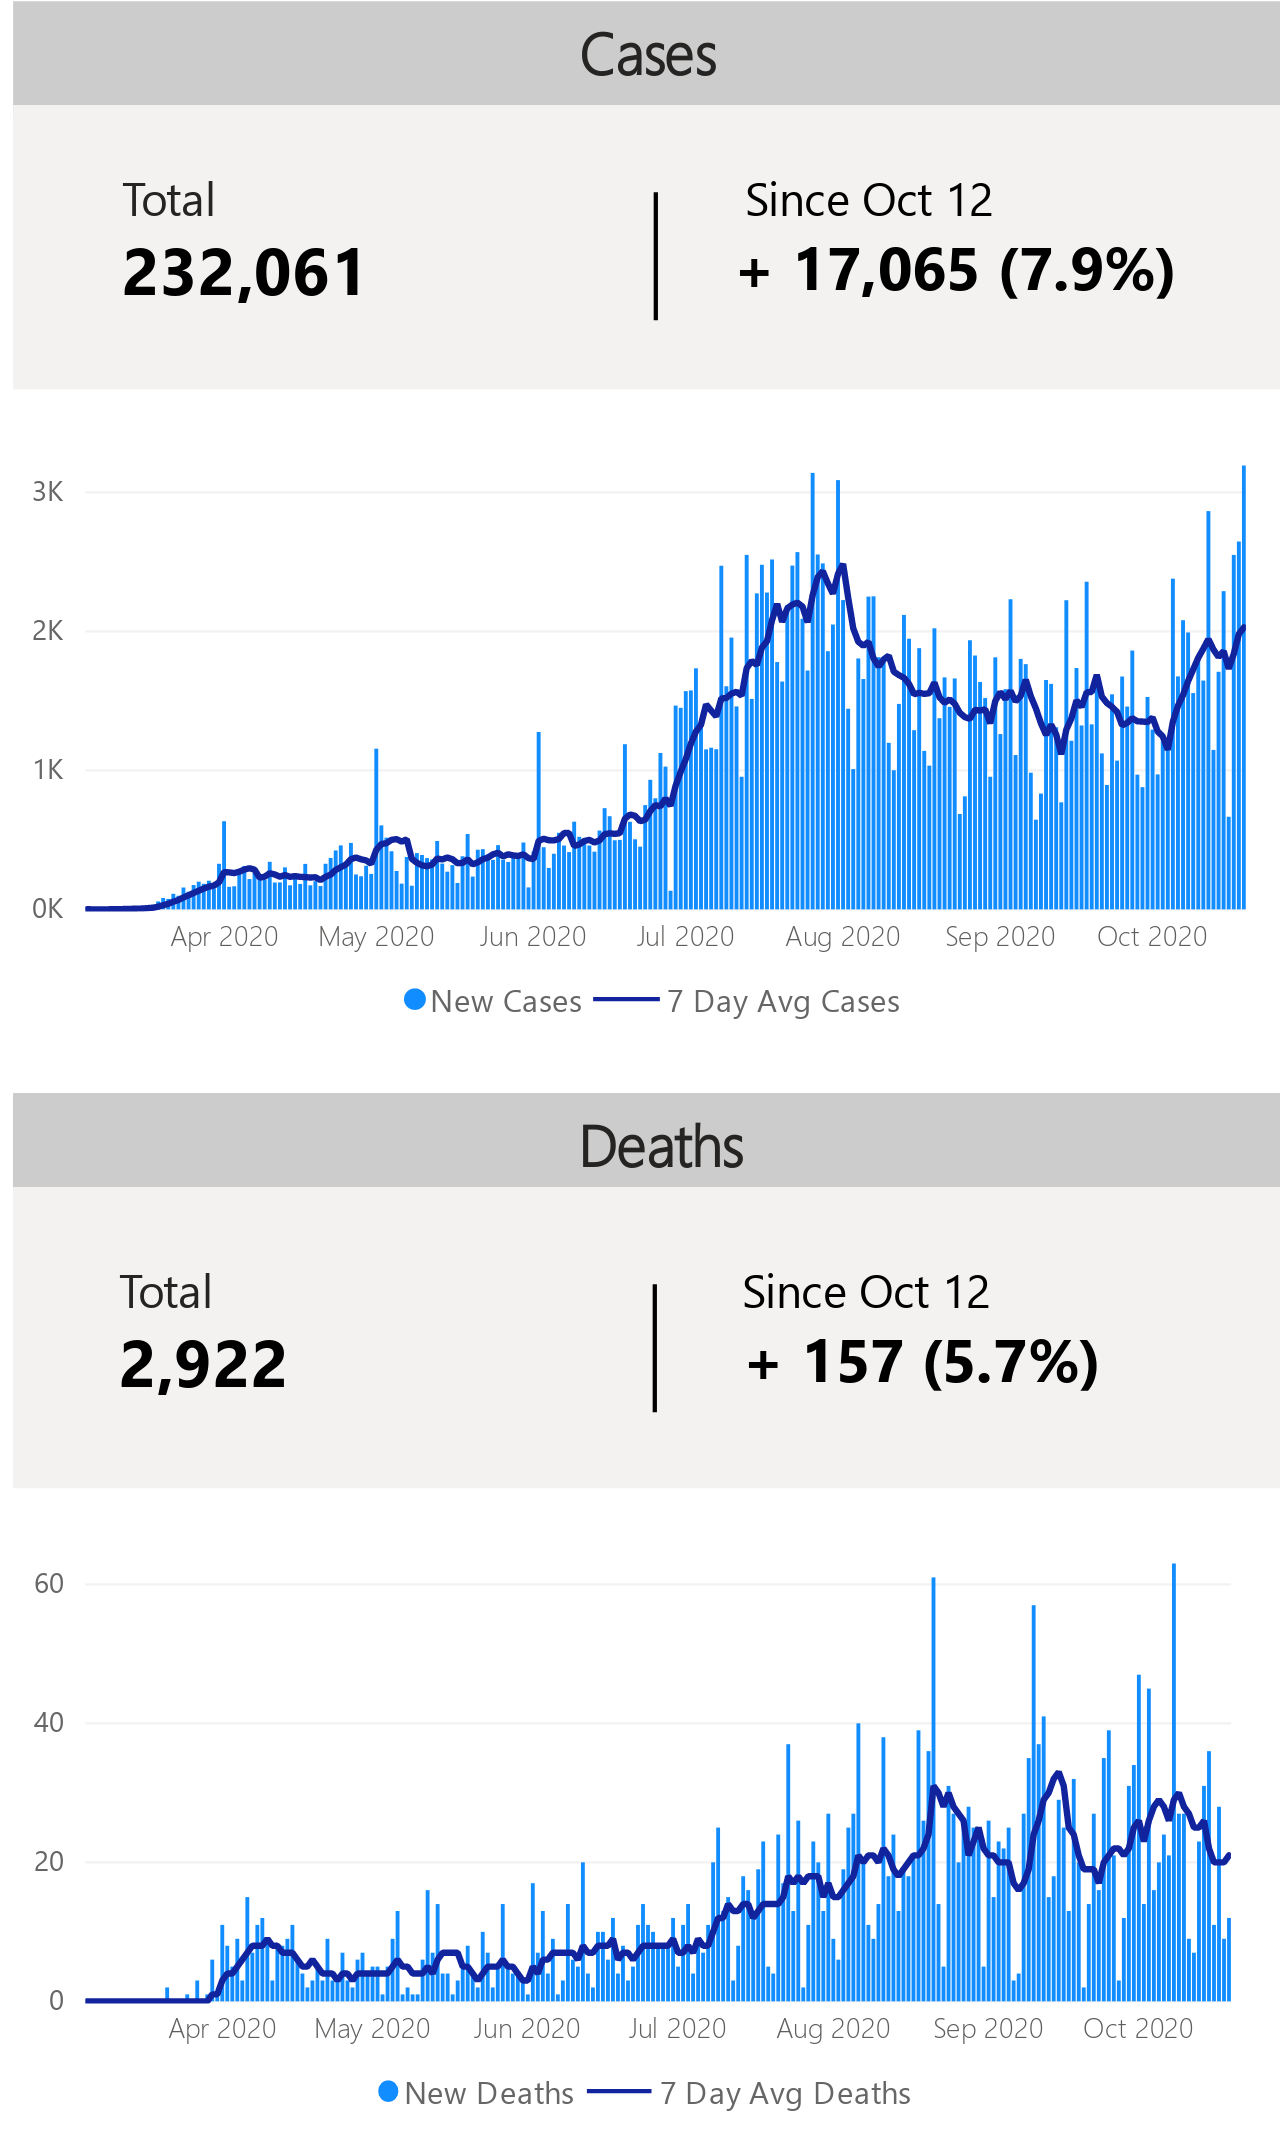 Cases
Total
Since Oct 12
232,061
+ 17,065 (7.9%)
3K
2K
1K
0K
Apr 2020 May 2020 Jun 2020 Jul 2020 Aug 2020 Sep 2020 Oct 2020
New Cases 7 Day Avg Cases
Deaths
Total
Since Oct 12
2,922
+ 157 (5.7%)
60
40
20
0
Apr 2020 May 2020 Jun 2020 Jul 2020 Aug 2020 Sep 2020 Oct 2020
New Deaths 7 Day Avg Deaths